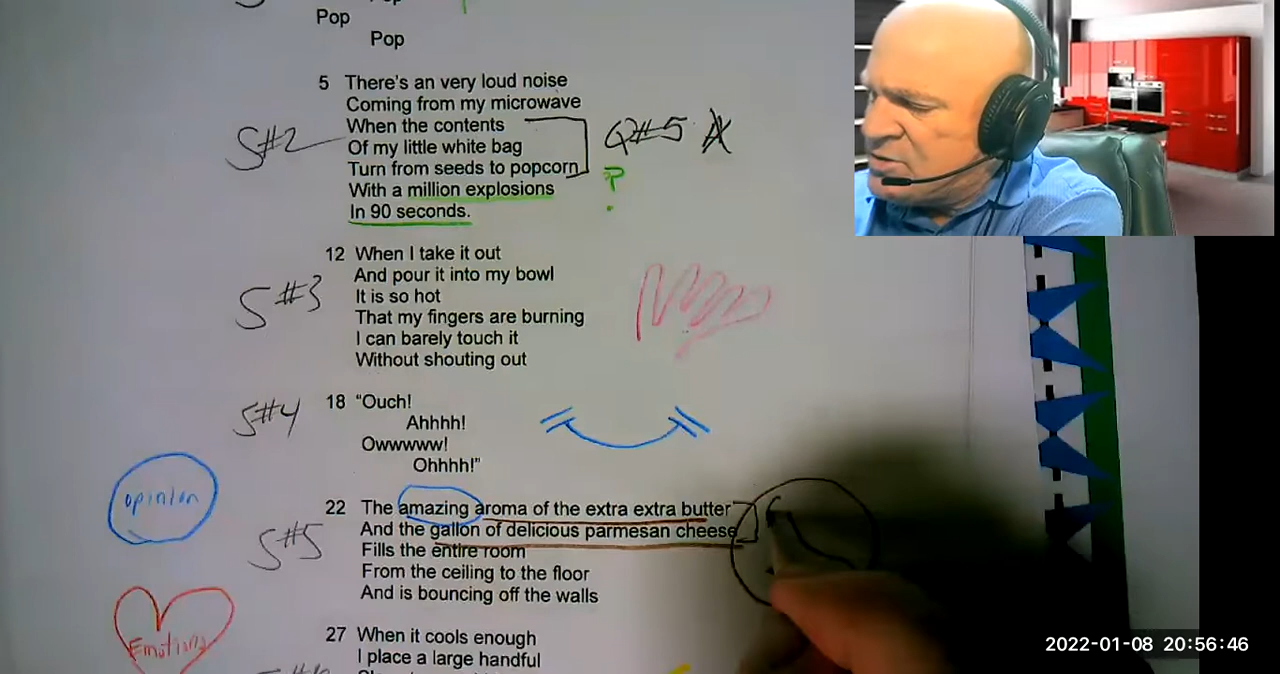 Pop
Pop
Pop
5 There's an very loud noise
Coming from my microwave
When the contents
Of my little white bag
Turn from seeds to popcorn
With a million explosions
In 90 seconds.
S#2
Q#5 A
?
12 When I take it out
And pour it into my bowl
It is so hot
That my fingers are burning
I can barely touch it
Without shouting out
S#3
18 "Ouch!
Ahhhh!
Owwwww!
Ohhhh!"
S#4
opinion
22 The amazing aroma of the extra extra butter
And the gallon of delicious parmesan cheese
Fills the entire room
From the ceiling to the floor
And is bouncing off the walls
S#5
Emotions
27 When it cools enough
I place a large handful
2022-01-08 20:56:46